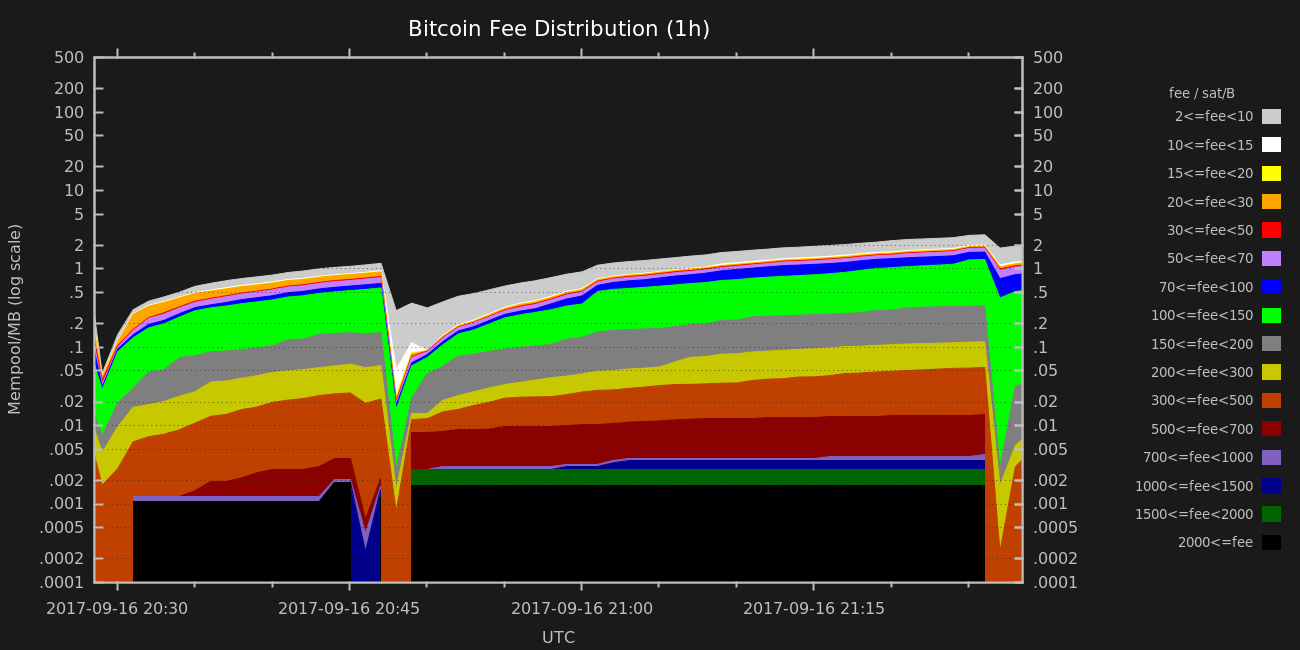 Bitcoin Fee Distribution (1h)
Mempool/MB (log scale)
500
200
100
50
20
10
5
2
1
.5
.2
.1
.05
.02
.01
.005
.002
.001
.0005
.0002
.0001
500
200
100
50
20
10
5
2
1
.5
.2
.1
.05
.02
.01
.005
.002
.001
.0005
.0002
.0001
2017-09-16 20:30
2017-09-16 20:45
2017-09-16 21:00
2017-09-16 21:15
UTC
fee / sat/B
2<=fee<10
10<=fee<15
15<=fee<20
20<=fee<30
30<=fee<50
50<=fee<70
70<=fee<100
100<=fee<150
150<=fee<200
200<=fee<300
300<=fee<500
500<=fee<700
700<=fee<1000
1000<=fee<1500
1500<=fee<2000
2000<=fee